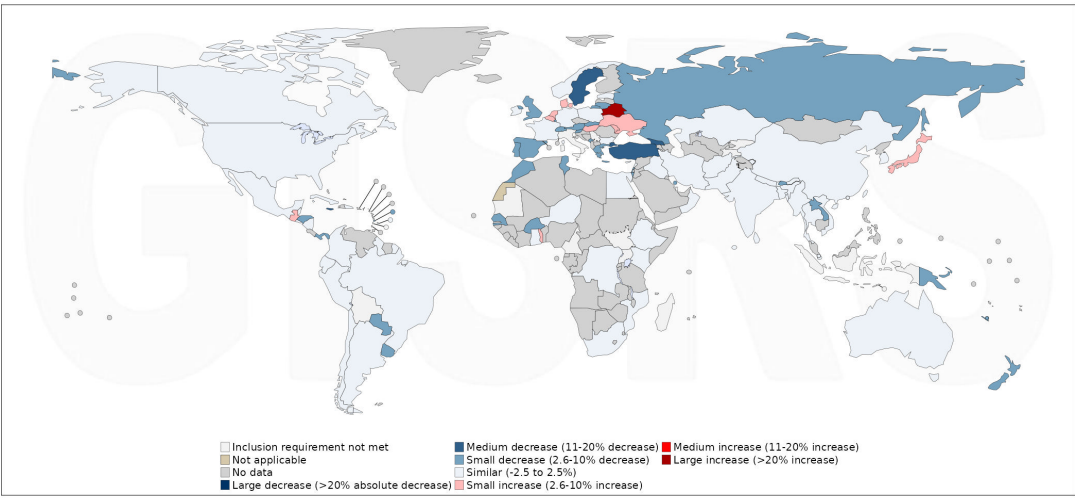 GISRS
Inclusion requirement not met
Not applicable
No data
Large decrease (>20% absolute decrease)
Medium decrease (11-20% decrease)
Small decrease (2.6-10% decrease)
Similar (-2.5 to 2.5%)
Small increase (2.6-10% increase)
Medium increase (11-20% increase)
Large increase (>20% increase)